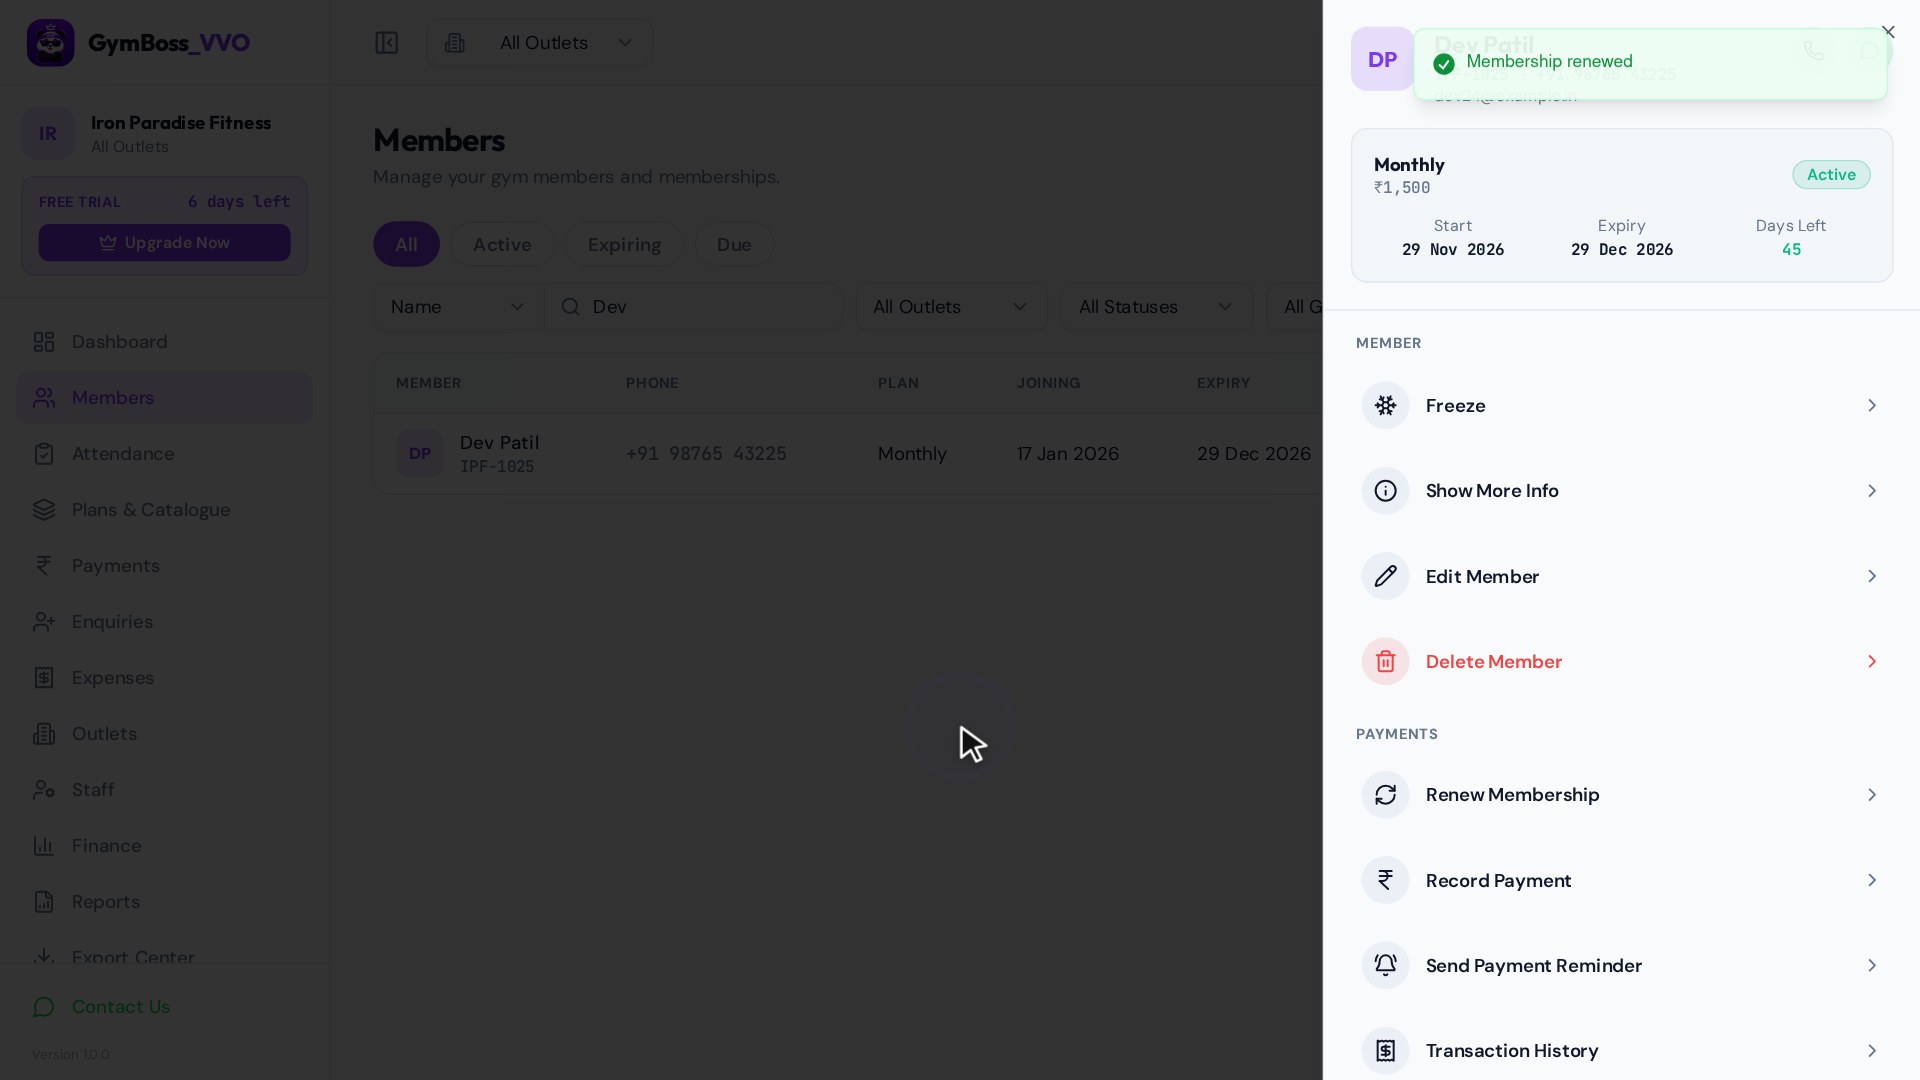 GymBoss_VVO
All Outlets
IR
Iron Paradise Fitness
All Outlets
FREE TRIAL
6 days left
Upgrade Now
Dashboard
Members
Attendance
Plans & Catalogue
Payments
Enquiries
Expenses
Outlets
Staff
Finance
Reports
Export Center
Contact Us
Version 1.0.0
Members
Manage your gym members and memberships.
All
Active
Expiring
Due
Name
Dev
All Outlets
All Statuses
All G
MEMBER
PHONE
PLAN
JOINING
EXPIRY
DP
Dev Patil
IPF-1025
+91 98765 43225
Monthly
17 Jan 2026
29 Dec 2026
DP
Dev Patil
Membership renewed
Monthly
₹1,500
Active
Start
29 Nov 2026
Expiry
29 Dec 2026
Days Left
45
MEMBER
Freeze
Show More Info
Edit Member
Delete Member
PAYMENTS
Renew Membership
Record Payment
Send Payment Reminder
Transaction History